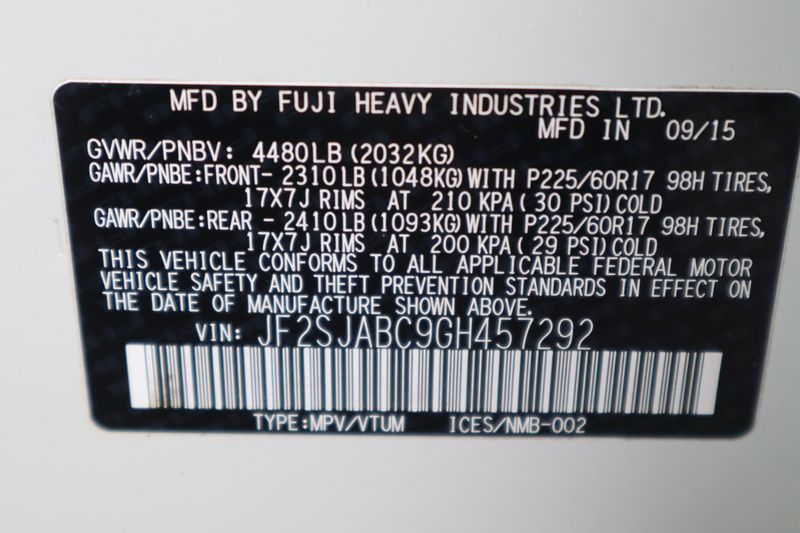 MFD BY FUJI HEAVY INDUSTRIES LTD.
MFD IN 09/15
GVWR/PNBV: 4480LB (2032KG)
GAWR/PNBE:FRONT- 2310LB (1048KG) WITH P225/60R17 98H TIRES,
17X7J RIMS AT 210 KPA ( 30 PSI) COLD
GAWR/PNBE:REAR - 2410LB (1093KG) WITH P225/60R17 98H TIRES,
17X7J RIMS AT 200 KPA ( 29 PSI) COLD
THIS VEHICLE CONFORMS TO ALL APPLICABLE FEDERAL MOTOR
VEHICLE SAFETY AND THEFT PREVENTION STANDARDS IN EFFECT ON
THE DATE OF MANUFACTURE SHOWN ABOVE.
VIN: JF2SJABC9GH457292
TYPE:MPV/VTUM ICES/NMB-002